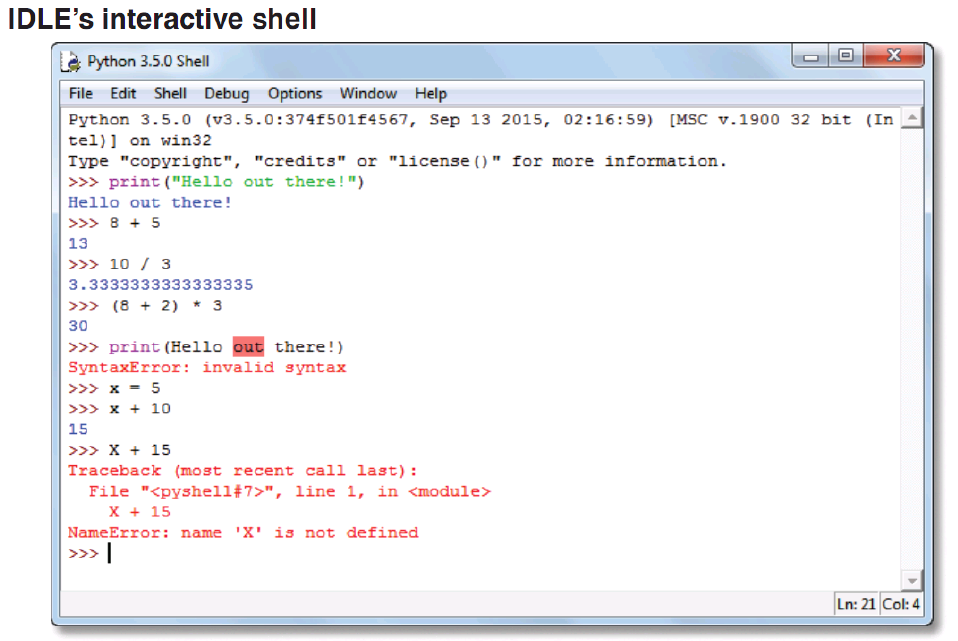 IDLE’s interactive shell
Python 3.5.0 Shell
File Edit Shell Debug Options Window Help
Python 3.5.0 (v3.5.0:374f501f4567, Sep 13 2015, 02:16:59) [MSC v.1900 32 bit (In
tel)] on win32
Type "copyright", "credits" or "license()" for more information.
>>> print("Hello out there!")
Hello out there!
>>> 8 + 5
13
>>> 10 / 3
3.3333333333333335
>>> (8 + 2) * 3
30
>>> print(Hello out there!)
SyntaxError: invalid syntax
>>> x = 5
>>> x + 10
15
>>> X + 15
Traceback (most recent call last):
  File "<pyshell#7>", line 1, in <module>
    X + 15
NameError: name 'X' is not defined
>>>
Ln: 21 Col: 4